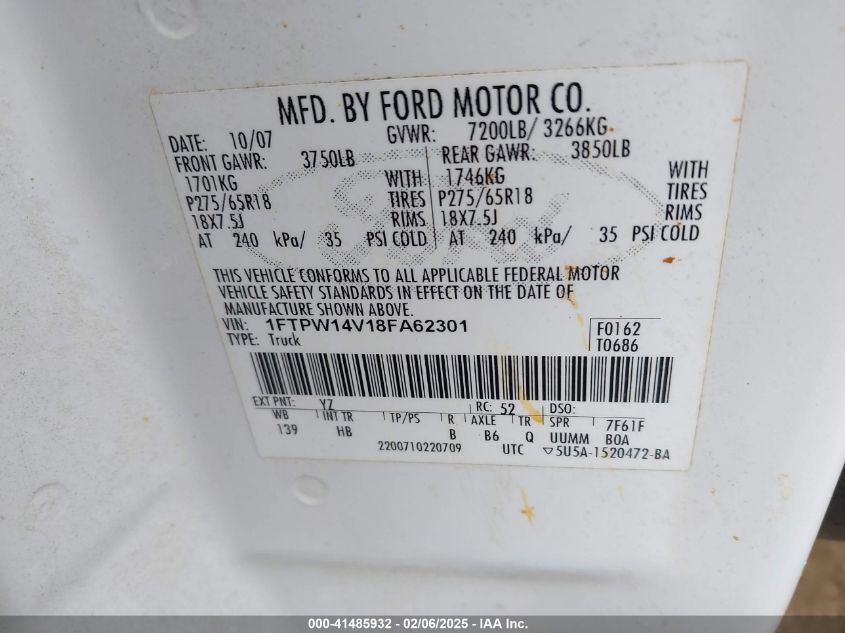 MFD. BY FORD MOTOR CO.
DATE: 10/07 GVWR: 7200LB/ 3266KG
FRONT GAWR: 3750LB REAR GAWR: 3850LB
1701KG WITH 1746KG WITH
P275/65R18 TIRES P275/65R18 TIRES
18X7.5J RIMS 18X7.5J RIMS
AT 240 kPa/ 35 PSI COLD AT 240 kPa/ 35 PSI COLD
THIS VEHICLE CONFORMS TO ALL APPLICABLE FEDERAL MOTOR
VEHICLE SAFETY STANDARDS IN EFFECT ON THE DATE OF
MANUFACTURE SHOWN ABOVE.
VIN: 1FTPW14V18FA62301 F0162
TYPE: Truck T0686
EXT PNT: YZ RC: 52 DSO:
WB INT TR TP/PS R AXLE TR SPR 7F61F
139 HB B B6 Q UUMM BOA
2200710220709 UTC ▽5U5A-1520472-BA
000-41485932 - 02/06/2025 - IAA Inc.